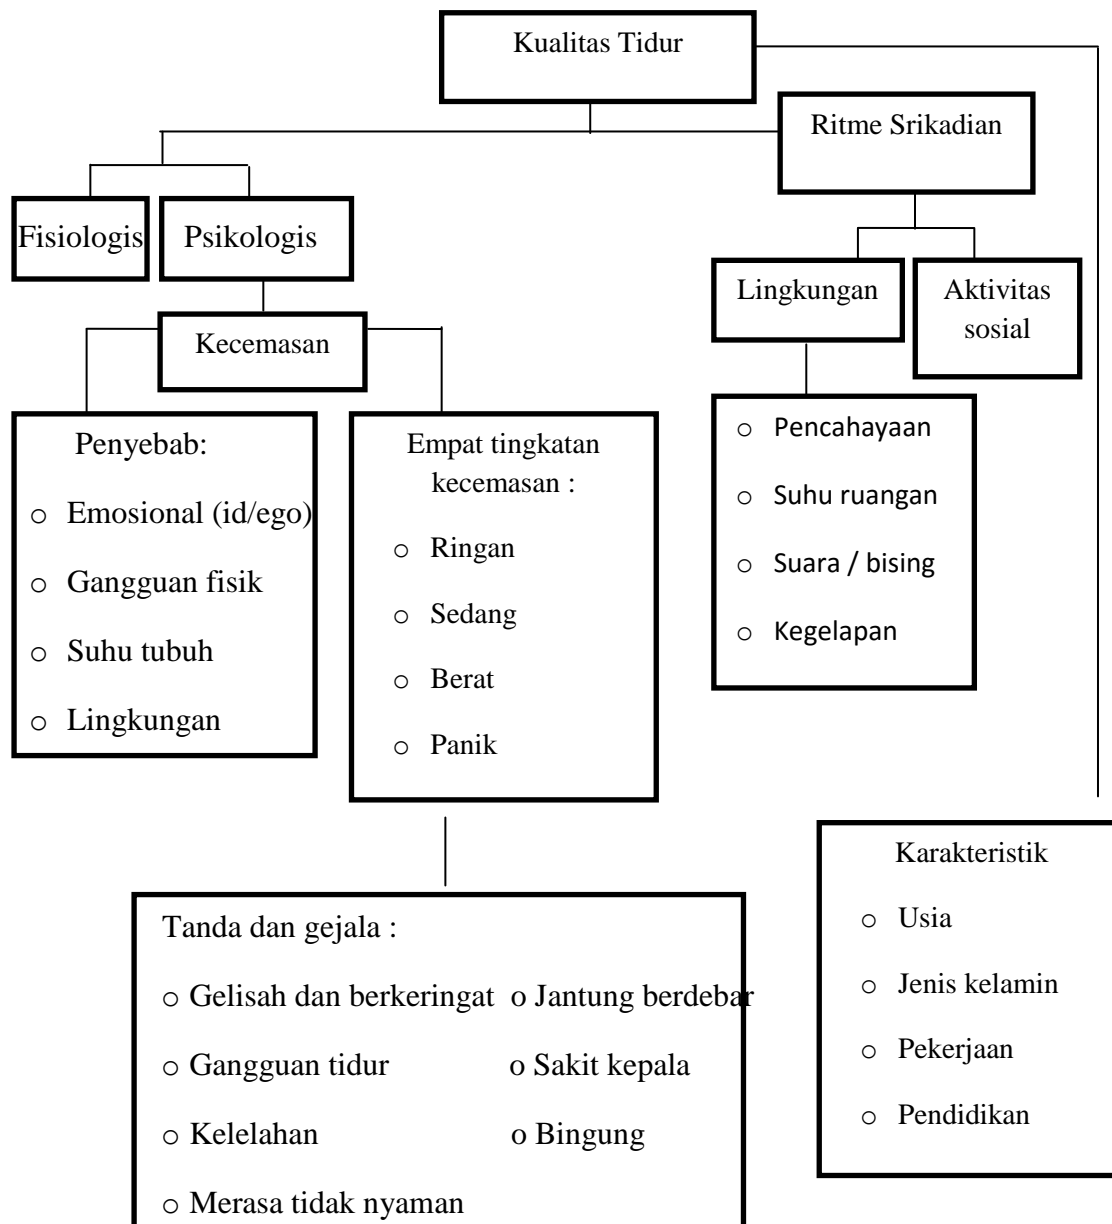 Kualitas Tidur
Ritme Srikadian
Fisiologis
Psikologis
Lingkungan
Aktivitas
sosial
Kecemasan
Penyebab:
o Emosional (id/ego)
o Gangguan fisik
o Suhu tubuh
o Lingkungan
Empat tingkatan
kecemasan :
o Ringan
o Sedang
o Berat
o Panik
o Pencahayaan
o Suhu ruangan
o Suara / bising
o Kegelapan
Tanda dan gejala :
o Gelisah dan berkeringat o Jantung berdebar
o Gangguan tidur o Sakit kepala
o Kelelahan o Bingung
o Merasa tidak nyaman
Karakteristik
o Usia
o Jenis kelamin
o Pekerjaan
o Pendidikan